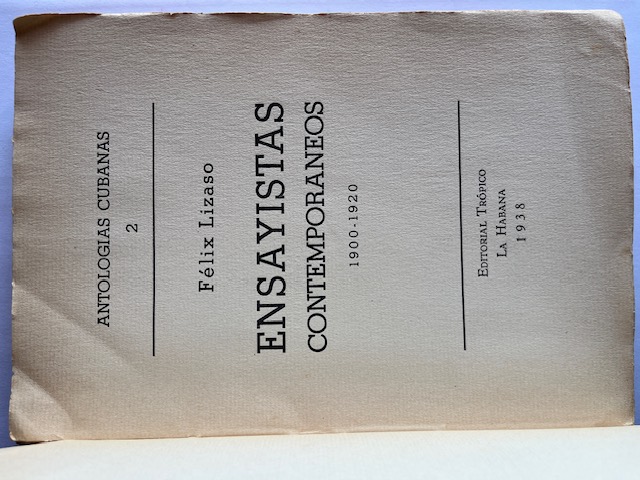 ANTOLOGIAS CUBANAS
2
Félix Lizaso
ENSAYISTAS
CONTEMPORANEOS
1900-1920
EDITORIAL TRÓPICO
LA HABANA
1938